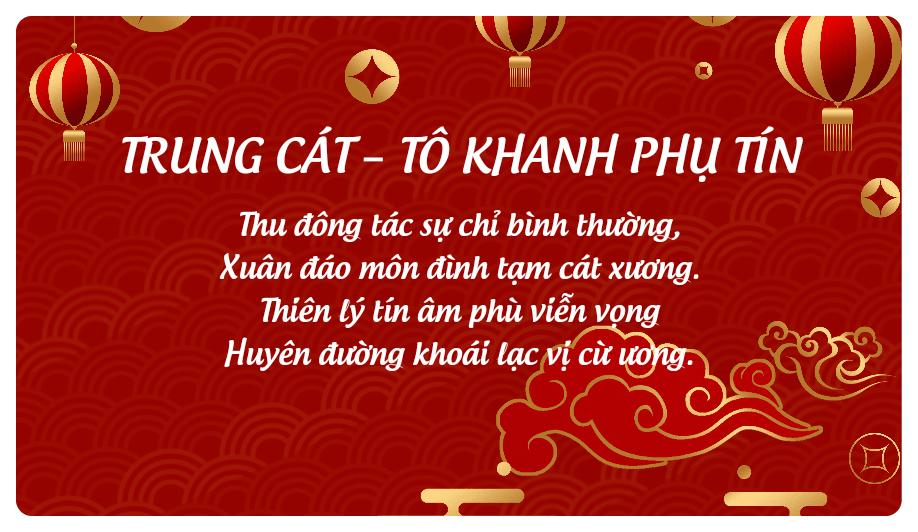 TRUNG CÁT – TÔ KHANH PHỤ TÍN
Thu đông tác sự chỉ bình thường,
Xuân đáo môn đình tạm cát xương.
Thiên lý tín âm phù viễn vọng
Huyên đường khoái lạc vị cừ ương.